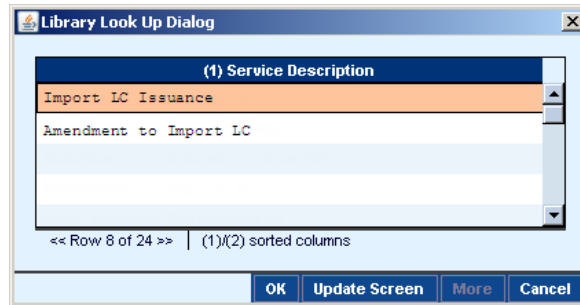 Library Look Up Dialog
(1) Service Description
Import LC Issuance
Amendment to Import LC
<< Row 8 of 24 >> | (1)/(2) sorted columns
OK Update Screen More Cancel